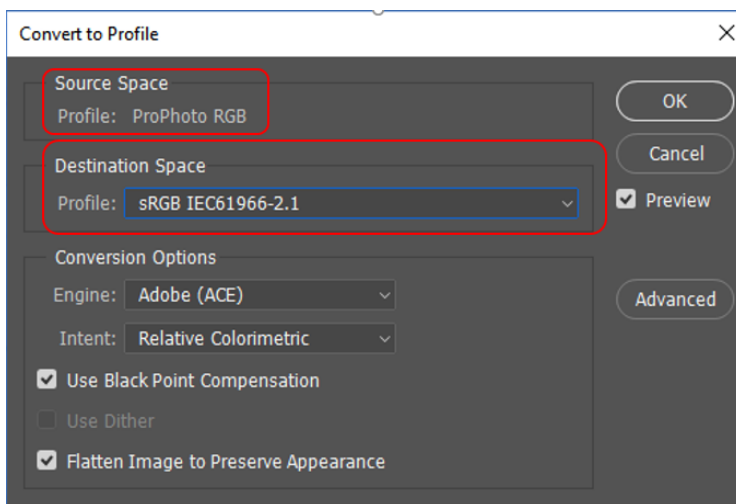 Convert to Profile
Source Space
Profile: ProPhoto RGB
OK
Cancel
Destination Space
Profile: sRGB IEC61966-2.1
Preview
Conversion Options
Engine: Adobe (ACE)
Advanced
Intent: Relative Colorimetric
Use Black Point Compensation
Use Dither
Flatten Image to Preserve Appearance